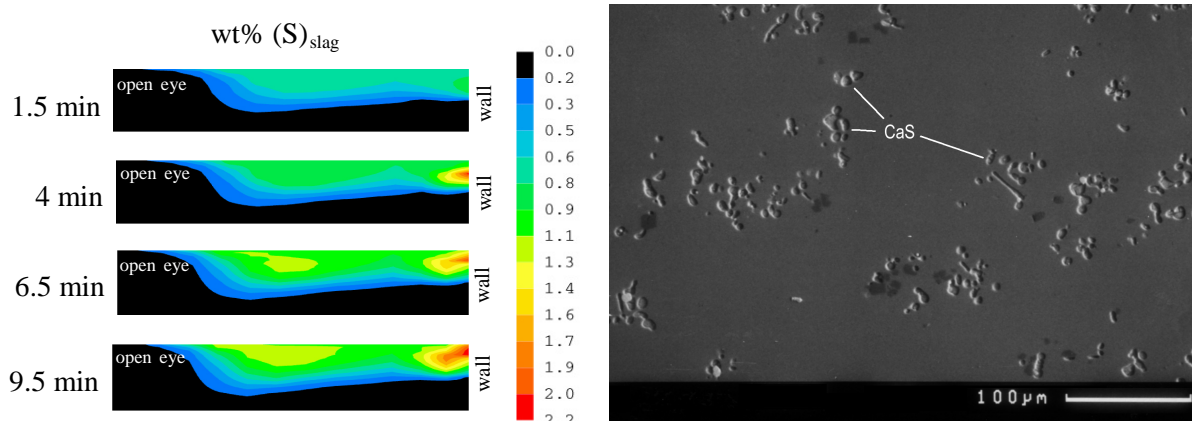 wt% (S)slag
1.5 min
open eye
wall
4 min
open eye
wall
6.5 min
open eye
wall
9.5 min
open eye
wall
0.0
0.2
0.3
0.5
0.6
0.8
0.9
1.1
1.3
1.4
1.6
1.7
1.9
2.0
2.2
CaS
100µm